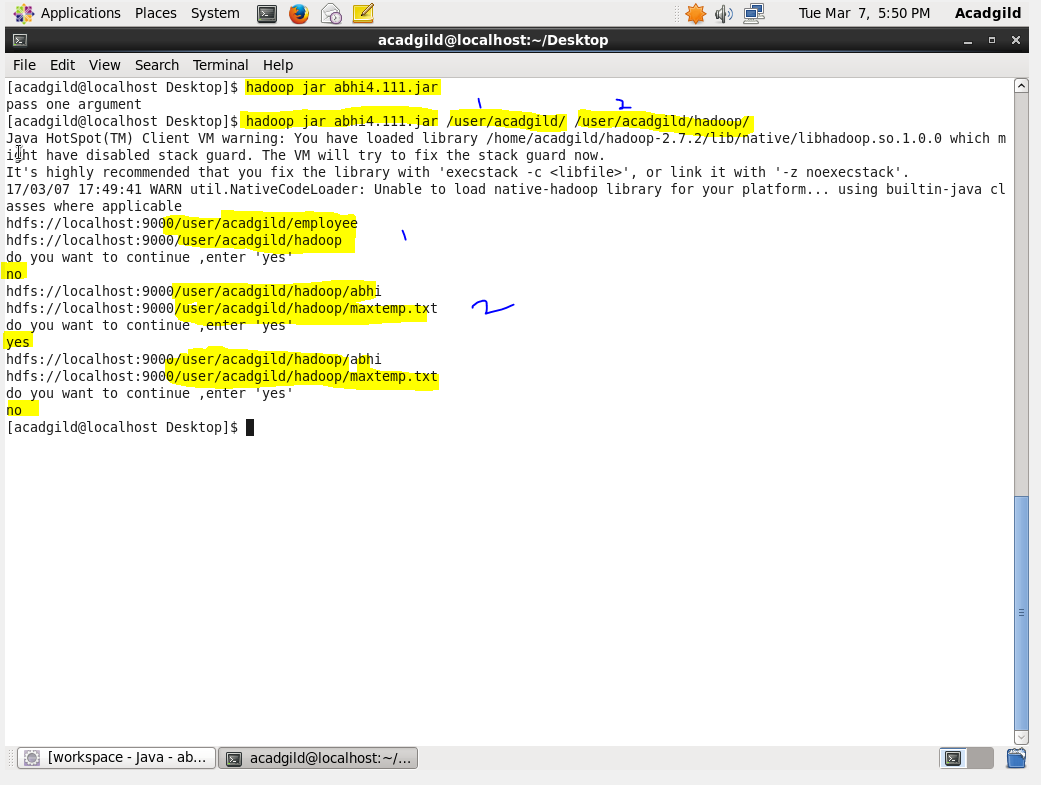 Applications Places System Tue Mar 7, 5:50 PM Acadgild
acadgild@localhost:~/Desktop
File Edit View Search Terminal Help
[acadgild@localhost Desktop]$ hadoop jar abhi4.111.jar
pass one argument
1 2
[acadgild@localhost Desktop]$ hadoop jar abhi4.111.jar /user/acadgild/ /user/acadgild/hadoop/
Java HotSpot(TM) Client VM warning: You have loaded library /home/acadgild/hadoop-2.7.2/lib/native/libhadoop.so.1.0.0 which m
ight have disabled stack guard. The VM will try to fix the stack guard now.
It's highly recommended that you fix the library with 'execstack -c <libfile>', or link it with '-z noexecstack'.
17/03/07 17:49:41 WARN util.NativeCodeLoader: Unable to load native-hadoop library for your platform... using builtin-java cl
asses where applicable
hdfs://localhost:9000/user/acadgild/employee
hdfs://localhost:9000/user/acadgild/hadoop 1
do you want to continue ,enter 'yes'
no
hdfs://localhost:9000/user/acadgild/hadoop/abhi
hdfs://localhost:9000/user/acadgild/hadoop/maxtemp.txt 2
do you want to continue ,enter 'yes'
yes
hdfs://localhost:9000/user/acadgild/hadoop/abhi
hdfs://localhost:9000/user/acadgild/hadoop/maxtemp.txt
do you want to continue ,enter 'yes'
no
[acadgild@localhost Desktop]$
[workspace - Java - ab... acadgild@localhost:~/...